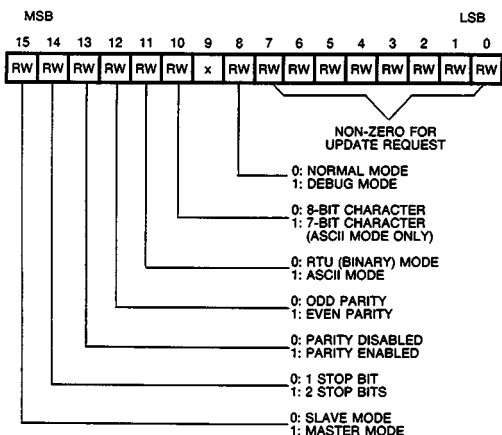 MSB LSB
15 14 13 12 11 10 9 8 7 6 5 4 3 2 1 0
RW RW RW RW RW RW x RW RW RW RW RW RW RW RW RW
NON-ZERO FOR
UPDATE REQUEST
0: NORMAL MODE
1: DEBUG MODE
0: 8-BIT CHARACTER
1: 7-BIT CHARACTER
(ASCII MODE ONLY)
0: RTU (BINARY) MODE
1: ASCII MODE
0: ODD PARITY
1: EVEN PARITY
0: PARITY DISABLED
1: PARITY ENABLED
0: 1 STOP BIT
1: 2 STOP BITS
0: SLAVE MODE
1: MASTER MODE